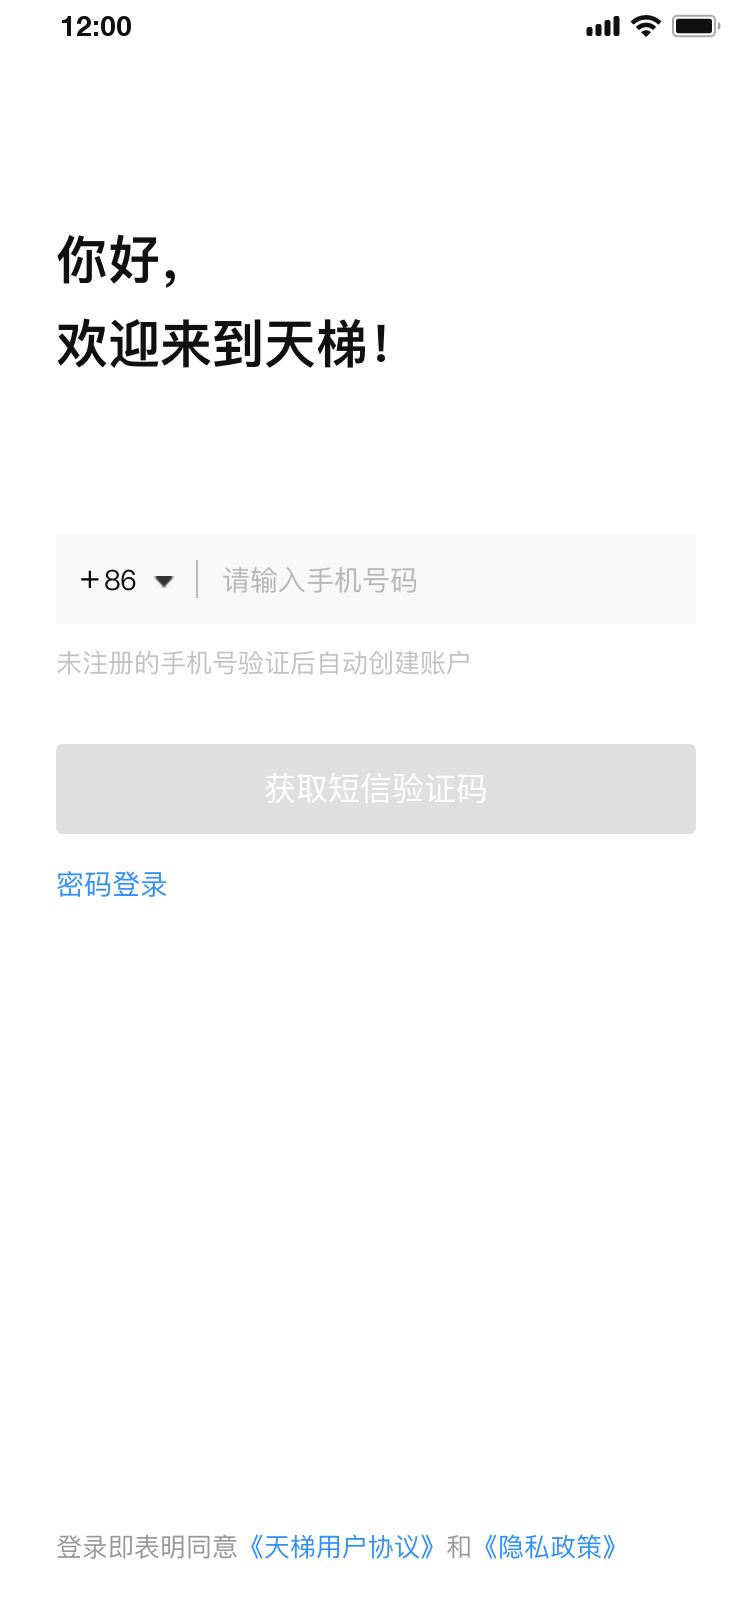 12:00
你好，
欢迎来到天梯！
+86 请输入手机号码
未注册的手机号验证后自动创建账户
获取短信验证码
密码登录
登录即表明同意《天梯用户协议》和《隐私政策》